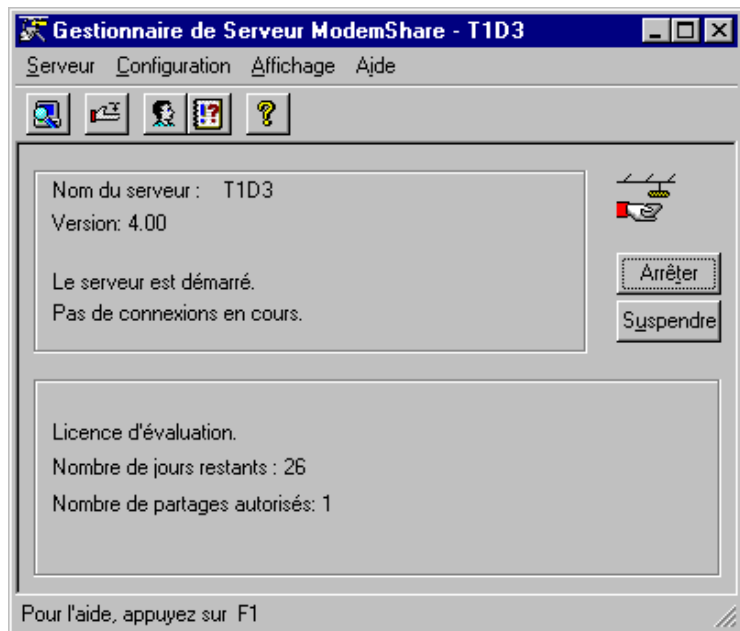 Gestionnaire de Serveur ModemShare - T1D3
Serveur Configuration Affichage Aide
Nom du serveur : T1D3
Version: 4.00
Le serveur est démarré.
Pas de connexions en cours.
Arrêter
Suspendre
Licence d'évaluation.
Nombre de jours restants : 26
Nombre de partages autorisés: 1
Pour l'aide, appuyez sur F1